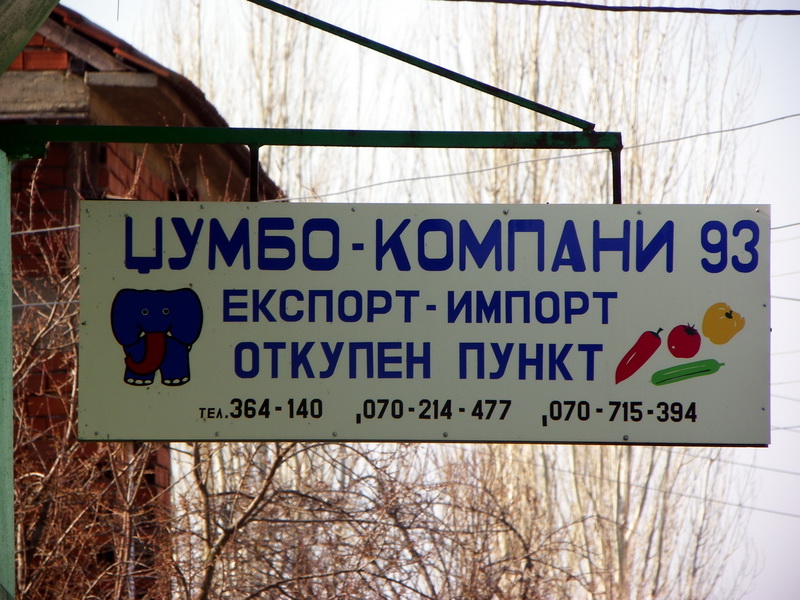 ЏУМБО-КОМПАНИ 93
ЕКСПОРТ-ИМПОРТ
ОТКУПЕН ПУНКТ
ТЕЛ.364-140 ,070-214-477 ,070-715-394